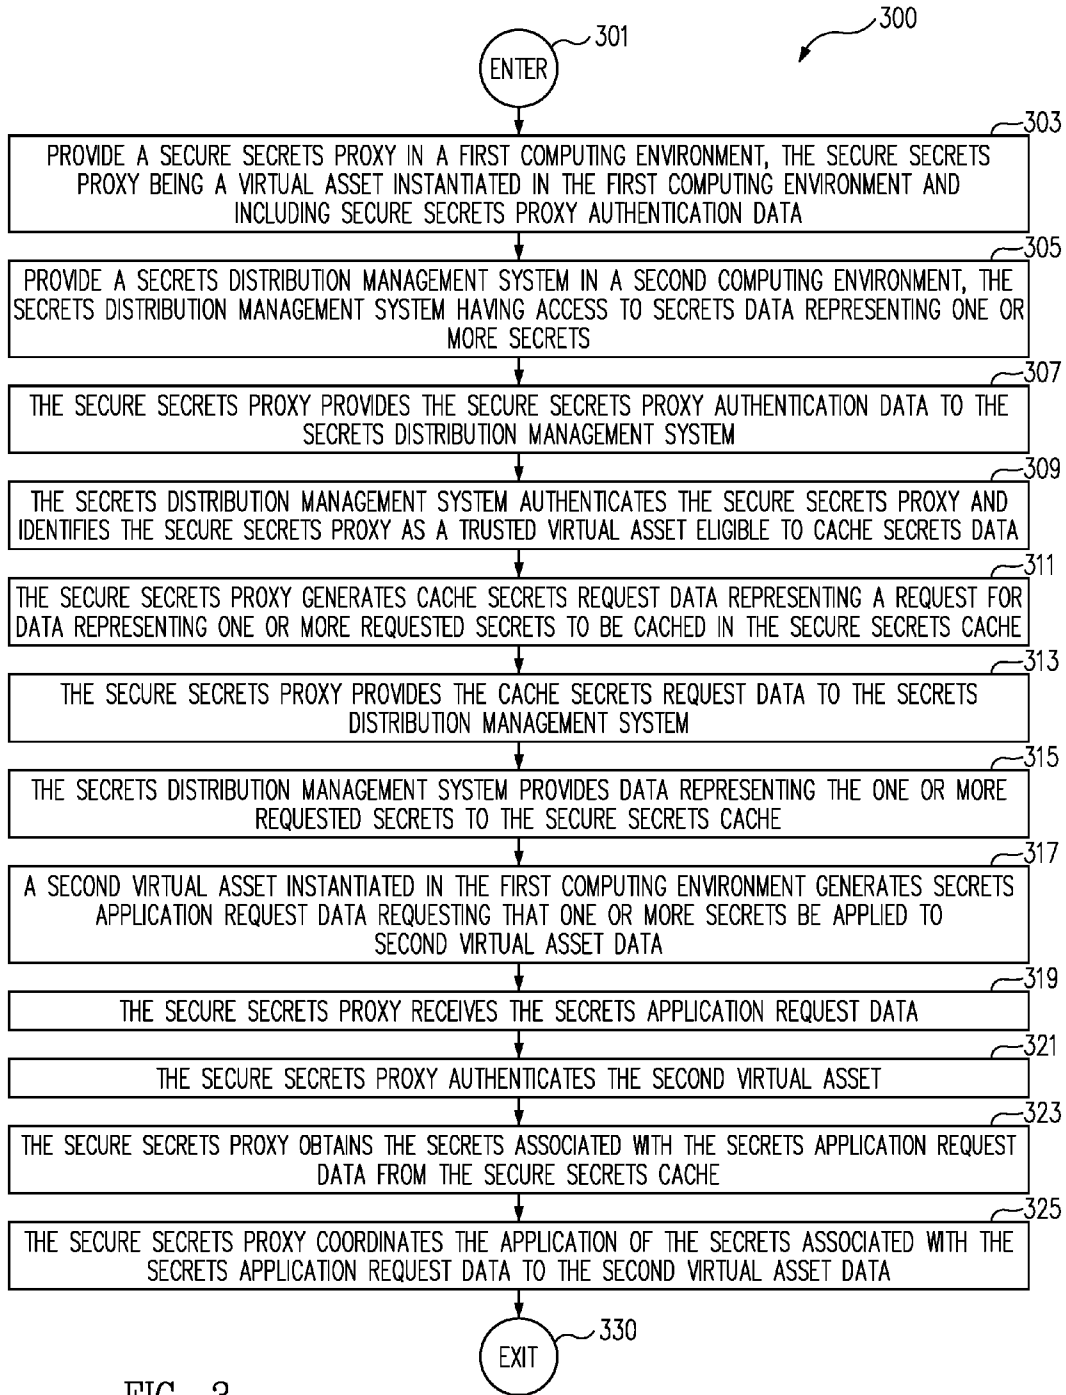 300
301
ENTER
303
PROVIDE A SECURE SECRETS PROXY IN A FIRST COMPUTING ENVIRONMENT, THE SECURE SECRETS
PROXY BEING A VIRTUAL ASSET INSTANTIATED IN THE FIRST COMPUTING ENVIRONMENT AND
INCLUDING SECURE SECRETS PROXY AUTHENTICATION DATA
305
PROVIDE A SECRETS DISTRIBUTION MANAGEMENT SYSTEM IN A SECOND COMPUTING ENVIRONMENT, THE
SECRETS DISTRIBUTION MANAGEMENT SYSTEM HAVING ACCESS TO SECRETS DATA REPRESENTING ONE OR
MORE SECRETS
307
THE SECURE SECRETS PROXY PROVIDES THE SECURE SECRETS PROXY AUTHENTICATION DATA TO THE
SECRETS DISTRIBUTION MANAGEMENT SYSTEM
309
THE SECRETS DISTRIBUTION MANAGEMENT SYSTEM AUTHENTICATES THE SECURE SECRETS PROXY AND
IDENTIFIES THE SECURE SECRETS PROXY AS A TRUSTED VIRTUAL ASSET ELIGIBLE TO CACHE SECRETS DATA
311
THE SECURE SECRETS PROXY GENERATES CACHE SECRETS REQUEST DATA REPRESENTING A REQUEST FOR
DATA REPRESENTING ONE OR MORE REQUESTED SECRETS TO BE CACHED IN THE SECURE SECRETS CACHE
313
THE SECURE SECRETS PROXY PROVIDES THE CACHE SECRETS REQUEST DATA TO THE SECRETS
DISTRIBUTION MANAGEMENT SYSTEM
315
THE SECRETS DISTRIBUTION MANAGEMENT SYSTEM PROVIDES DATA REPRESENTING THE ONE OR MORE
REQUESTED SECRETS TO THE SECURE SECRETS CACHE
317
A SECOND VIRTUAL ASSET INSTANTIATED IN THE FIRST COMPUTING ENVIRONMENT GENERATES SECRETS
APPLICATION REQUEST DATA REQUESTING THAT ONE OR MORE SECRETS BE APPLIED TO
SECOND VIRTUAL ASSET DATA
319
THE SECURE SECRETS PROXY RECEIVES THE SECRETS APPLICATION REQUEST DATA
321
THE SECURE SECRETS PROXY AUTHENTICATES THE SECOND VIRTUAL ASSET
323
THE SECURE SECRETS PROXY OBTAINS THE SECRETS ASSOCIATED WITH THE SECRETS APPLICATION REQUEST
DATA FROM THE SECURE SECRETS CACHE
325
THE SECURE SECRETS PROXY COORDINATES THE APPLICATION OF THE SECRETS ASSOCIATED WITH THE
SECRETS APPLICATION REQUEST DATA TO THE SECOND VIRTUAL ASSET DATA
330
EXIT
FIG. 3